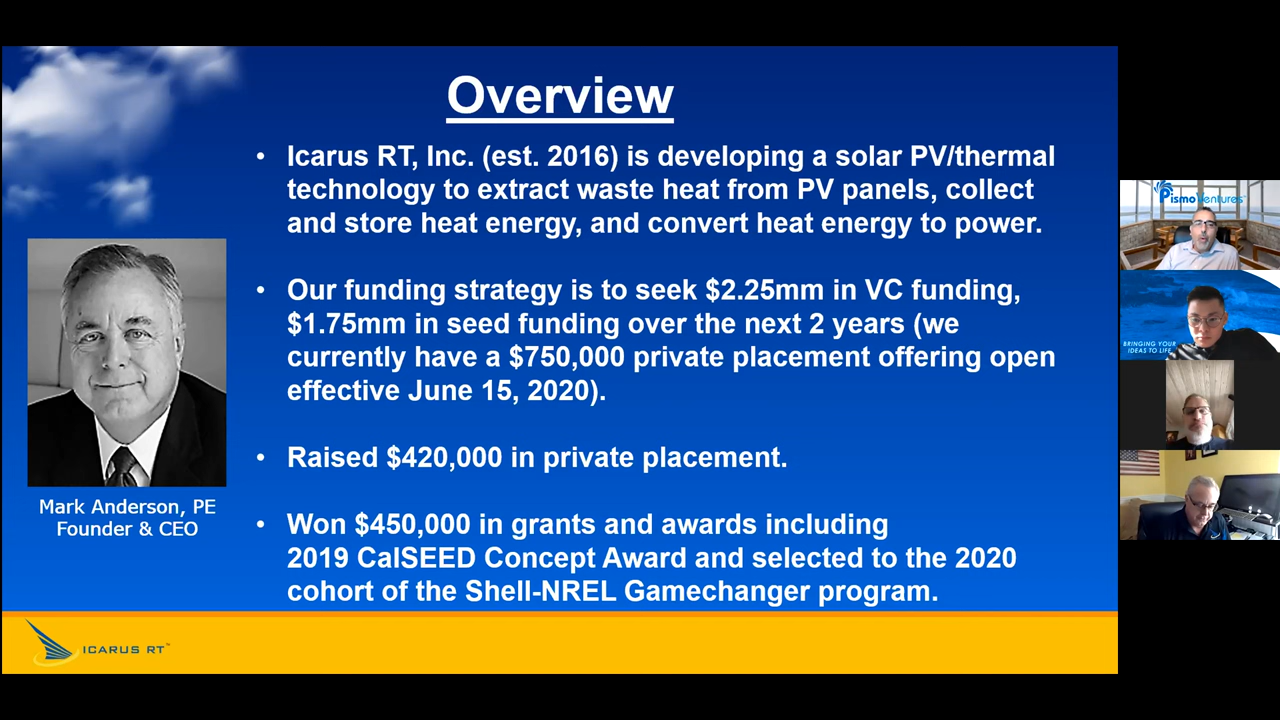 Overview
• Icarus RT, Inc. (est. 2016) is developing a solar PV/thermal
technology to extract waste heat from PV panels, collect
and store heat energy, and convert heat energy to power.
• Our funding strategy is to seek $2.25mm in VC funding,
$1.75mm in seed funding over the next 2 years (we
currently have a $750,000 private placement offering open
effective June 15, 2020).
• Raised $420,000 in private placement.
• Won $450,000 in grants and awards including
2019 CalSEED Concept Award and selected to the 2020
cohort of the Shell-NREL Gamechanger program.
Mark Anderson, PE
Founder & CEO
ICARUS RT™
Pismo Ventures
BRINGING YOUR
IDEAS TO LIFE